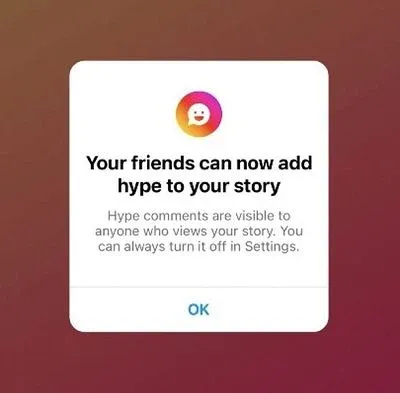 Your friends can now add
hype to your story
Hype comments are visible to
anyone who views your story. You
can always turn it off in Settings.
OK